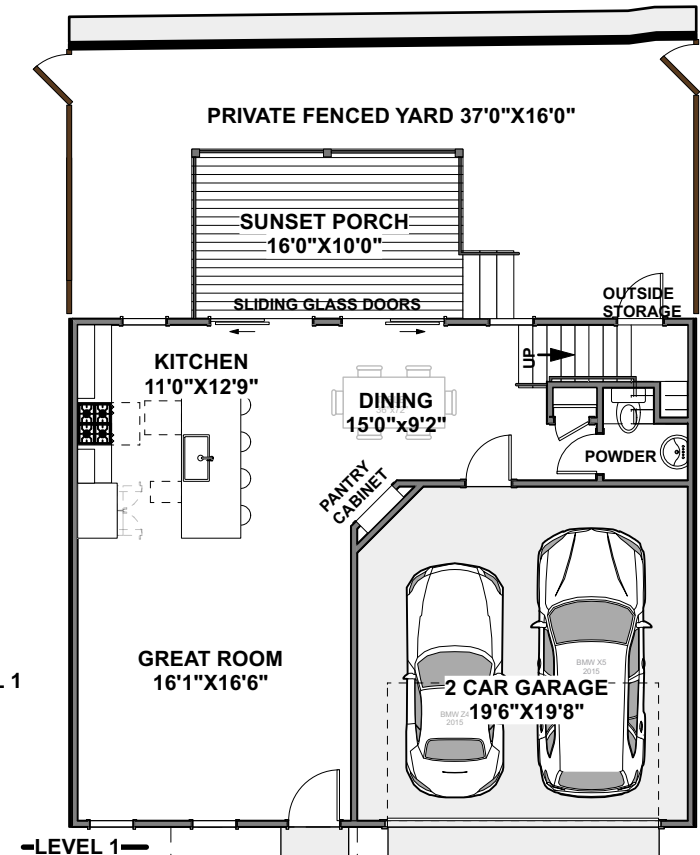 PRIVATE FENCED YARD 37'0"X16'0"
SUNSET PORCH
16'0"X10'0"
SLIDING GLASS DOORS
OUTSIDE
STORAGE
KITCHEN
11'0"X12'9"
UP
DINING
15'0"x9'2"
POWDER
PANTRY
CABINET
GREAT ROOM
16'1"X16'6"
L 1
BMW X5
2015
2 CAR GARAGE
19'6"X19'8"
BMW Z4
2015
LEVEL 1